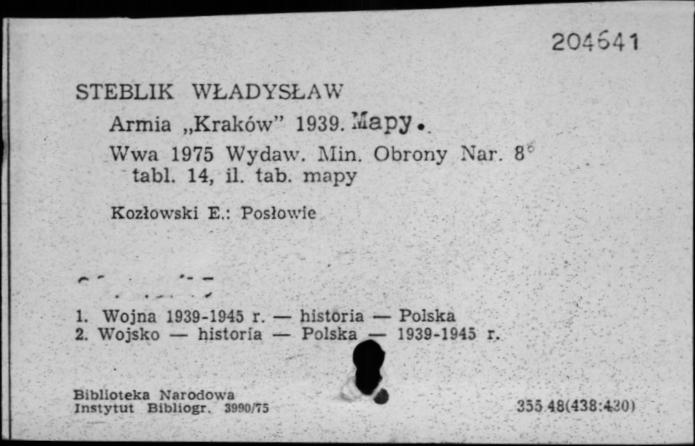 204641
STEBLIK WŁADYSŁAW
Armia „Kraków” 1939. Mapy.
Wwa 1975 Wydaw. Min. Obrony Nar. 8°
tabl. 14, il. tab. mapy
Kozłowski E.: Posłowie
1. Wojna 1939-1945 r. — historia — Polska
2. Wojsko — historia — Polska — 1939-1945 r.
Biblioteka Narodowa
Instytut Bibliogr. 3990/75
355.48(438:430)